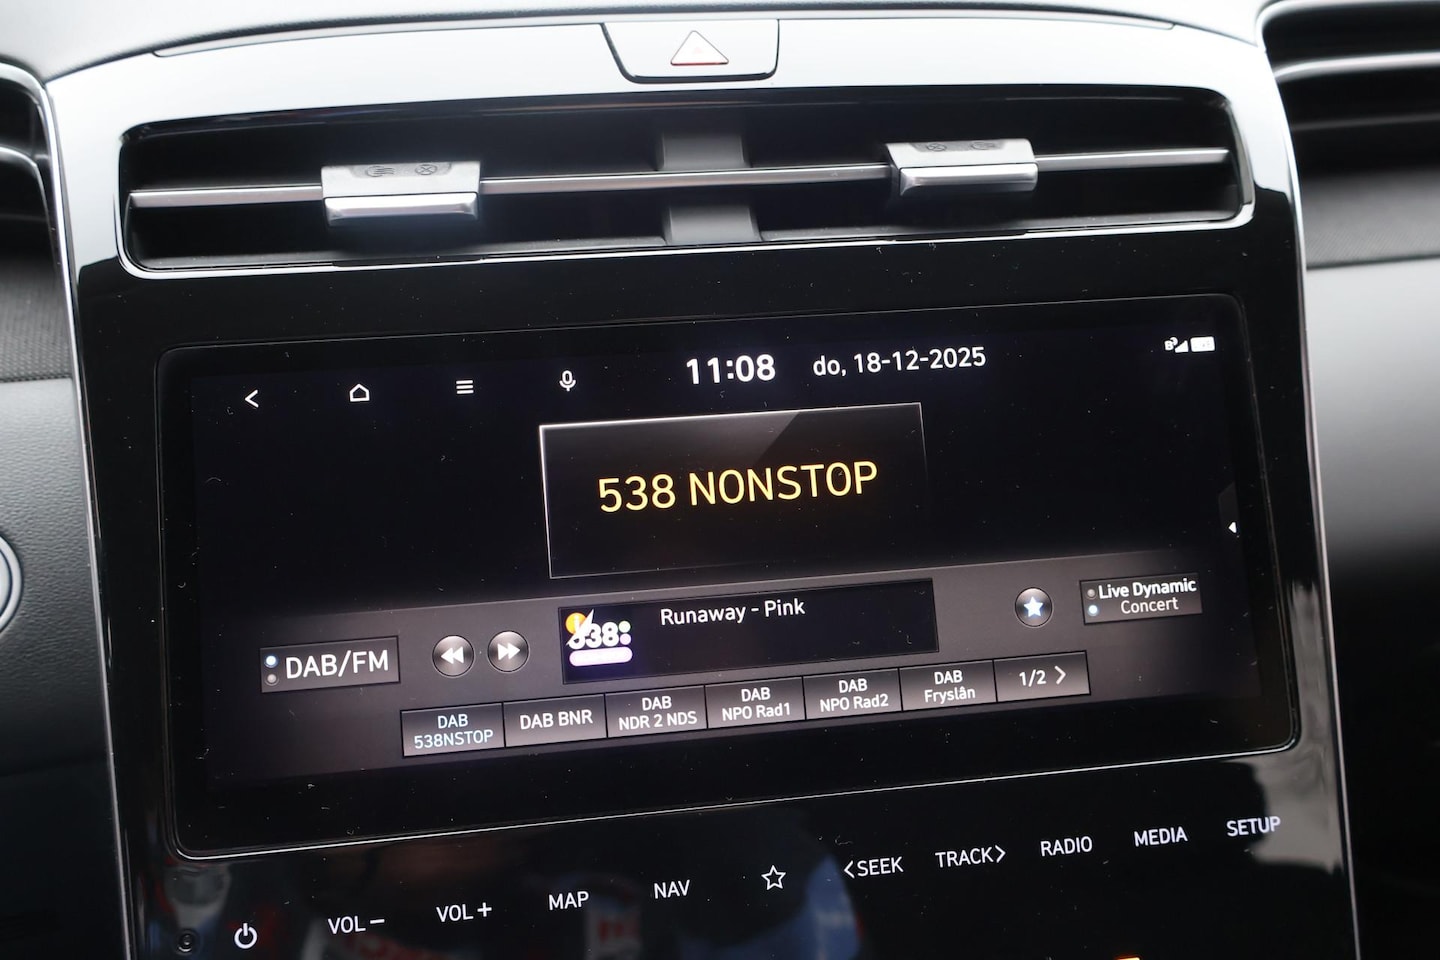 11:08 do, 18-12-2025
538 NONSTOP
Runaway - Pink
538
Live Dynamic
Concert
DAB/FM
DAB
538NSTOP
DAB BNR
DAB
NDR 2 NDS
DAB
NPO Rad1
DAB
NPO Rad2
DAB
Fryslân
1/2 >
VOL− VOL+ MAP NAV <SEEK TRACK> RADIO MEDIA SETUP